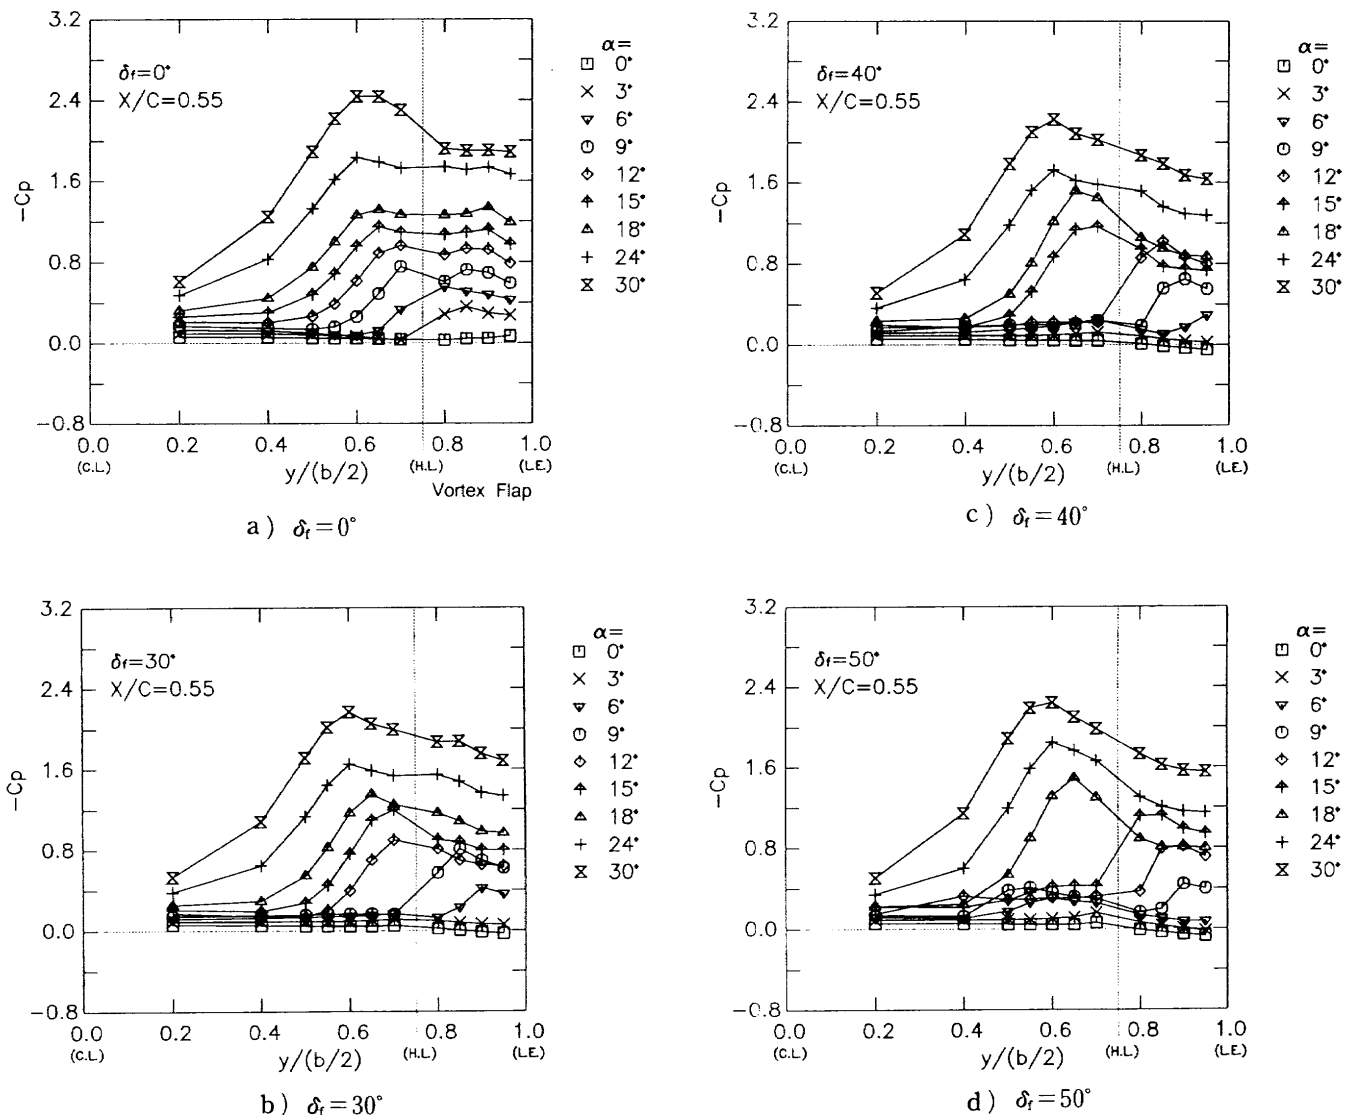 3.2
2.4
1.6
0.8
0.0
-0.8
-Cp
δf=0°
X/C=0.55
α=
0°
3°
6°
9°
12°
15°
18°
24°
30°
0.0
0.2
0.4
0.6
0.8
1.0
(C.L.)
y/(b/2)
(H.L)
(L.E.)
Vortex Flap
a) δf=0°
3.2
2.4
1.6
0.8
0.0
-0.8
-Cp
δf=40°
X/C=0.55
α=
0°
3°
6°
9°
12°
15°
18°
24°
30°
0.0
0.2
0.4
0.6
0.8
1.0
(C.L.)
y/(b/2)
(H.L)
(L.E.)
c) δf=40°
3.2
2.4
1.6
0.8
0.0
-0.8
-Cp
δf=30°
X/C=0.55
α=
0°
3°
6°
9°
12°
15°
18°
24°
30°
0.0
0.2
0.4
0.6
0.8
1.0
(C.L.)
y/(b/2)
(H.L.)
(L.E.)
b) δf=30°
3.2
2.4
1.6
0.8
0.0
-0.8
-Cp
δf=50°
X/C=0.55
α=
0°
3°
6°
9°
12°
15°
18°
24°
30°
0.0
0.2
0.4
0.6
0.8
1.0
(C.L.)
y/(b/2)
(H.L)
(L.E.)
d) δf=50°